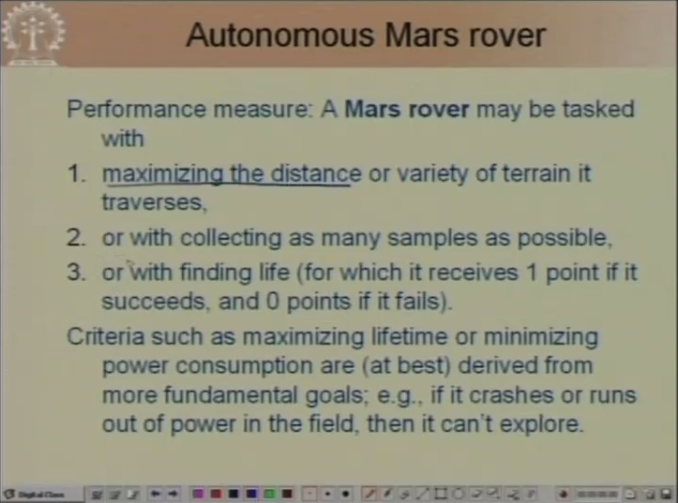 Autonomous Mars rover
Performance measure: A Mars rover may be tasked
with
1. maximizing the distance or variety of terrain it
traverses,
2. or with collecting as many samples as possible,
3. or with finding life (for which it receives 1 point if it
succeeds, and 0 points if it fails).
Criteria such as maximizing lifetime or minimizing
power consumption are (at best) derived from
more fundamental goals; e.g., if it crashes or runs
out of power in the field, then it can't explore.
Digital Class